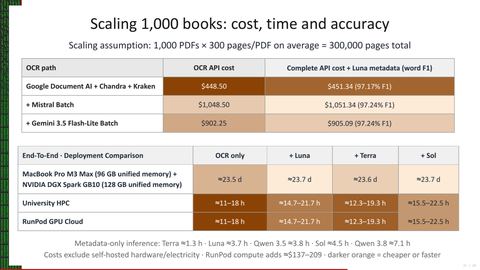 Scaling 1,000 books: cost, time and accuracy
Scaling assumption: 1,000 PDFs × 300 pages/PDF on average = 300,000 pages total
OCR path OCR API cost Complete API cost + Luna metadata (word F1)
Google Document AI + Chandra + Kraken $448.50 $451.34 (97.17% F1)
+ Mistral Batch $1,048.50 $1,051.34 (97.24% F1)
+ Gemini 3.5 Flash-Lite Batch $902.25 $905.09 (97.24% F1)
End-To-End · Deployment Comparison OCR only + Luna + Terra + Sol
MacBook Pro M3 Max (96 GB unified memory) +
NVIDIA DGX Spark GB10 (128 GB unified memory) ≈23.5 d ≈23.7 d ≈23.6 d ≈23.7 d
University HPC ≈11–18 h ≈14.7–21.7 h ≈12.3–19.3 h ≈15.5–22.5 h
RunPod GPU Cloud ≈11–18 h ≈14.7–21.7 h ≈12.3–19.3 h ≈15.5–22.5 h
Metadata-only inference: Terra ≈1.3 h · Luna ≈3.7 h · Qwen 3.5 ≈3.8 h · Sol ≈4.5 h · Qwen 3.8 ≈7.1 h
Costs exclude self-hosted hardware/electricity · RunPod compute adds ≈$137–209 · darker orange = cheaper or faster